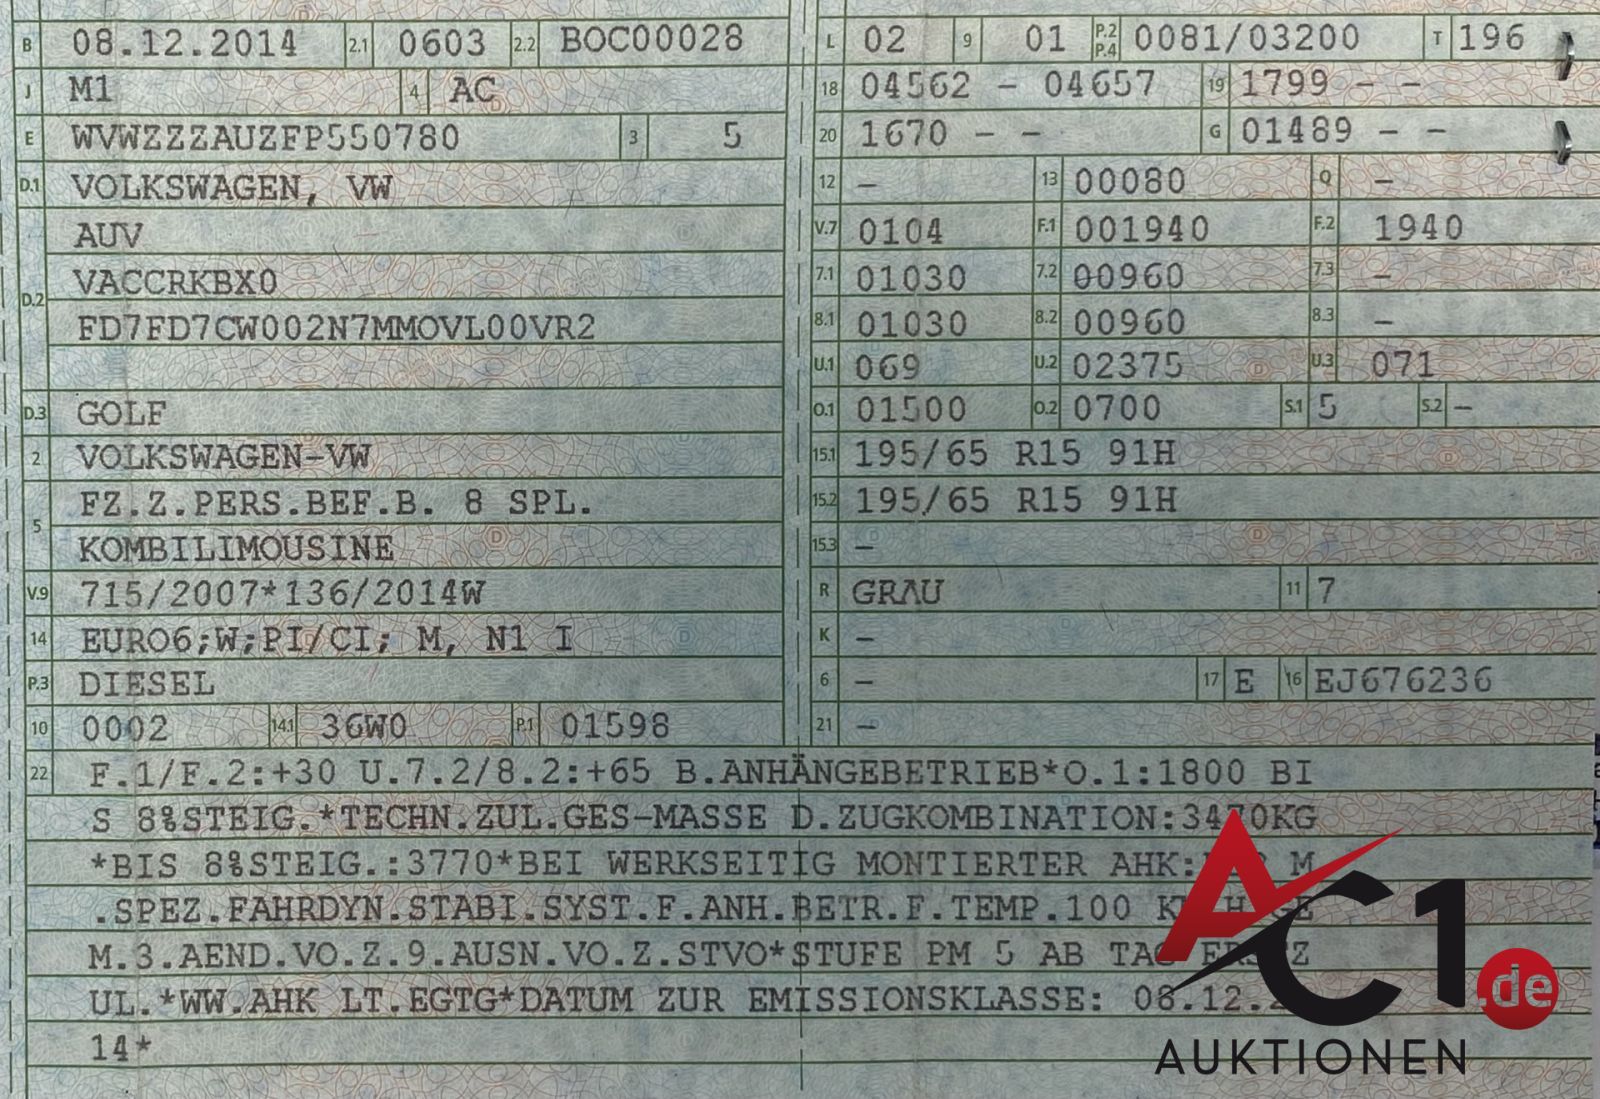 B 08.12.2014 2.1 0603 2.2 BOC00028 L 02 9 01 P.2 P.4 0081/03200 T 196
J M1 4 AC 18 04562 - 04657 19 1799 - -
E WVWZZZAUZFP550780 3 5 20 1670 - - G 01489 - -
D.1 VOLKSWAGEN, VW 12 - 13 00080 Q -
AUV V.7 0104 F.1 001940 F.2 1940
D.2 VACCRKBX0 7.1 01030 7.2 00960 7.3 -
FD7FD7CW002N7MMOVL00VR2 8.1 01030 8.2 00960 8.3 -
U.1 069 U.2 02375 U.3 071
D.3 GOLF O.1 01500 O.2 0700 S.1 5 S.2 -
2 VOLKSWAGEN-VW 15.1 195/65 R15 91H
5 FZ.Z.PERS.BEF.B. 8 SPL. 15.2 195/65 R15 91H
KOMBILIMOUSINE 15.3 -
V.9 715/2007*136/2014W R GRAU 11 7
14 EURO6;W;PI/CI; M, N1 I K -
P.3 DIESEL 6 - 17 E 16 EJ676236
10 0002 14.1 36W0 P.1 01598 21 -
22 F.1/F.2:+30 U.7.2/8.2:+65 B.ANHÄNGEBETRIEB*O.1:1800 BI
S 8%STEIG.*TECHN.ZUL.GES-MASSE D.ZUGKOMBINATION:3470KG
*BIS 8%STEIG.:3770*BEI WERKSEITIG MONTIERTER AHK: M
.SPEZ.FAHRDYN.STABI.SYST.F.ANH.BETR.F.TEMP.100 GE
M.3.AEND.VO.Z.9.AUSN.VO.Z.STVO*STUFE PM 5 AB TAG
UL.*WW.AHK LT.EGTG*DATUM ZUR EMISSIONSKLASSE: 08.12.
14*
AC1.de
AUKTIONEN